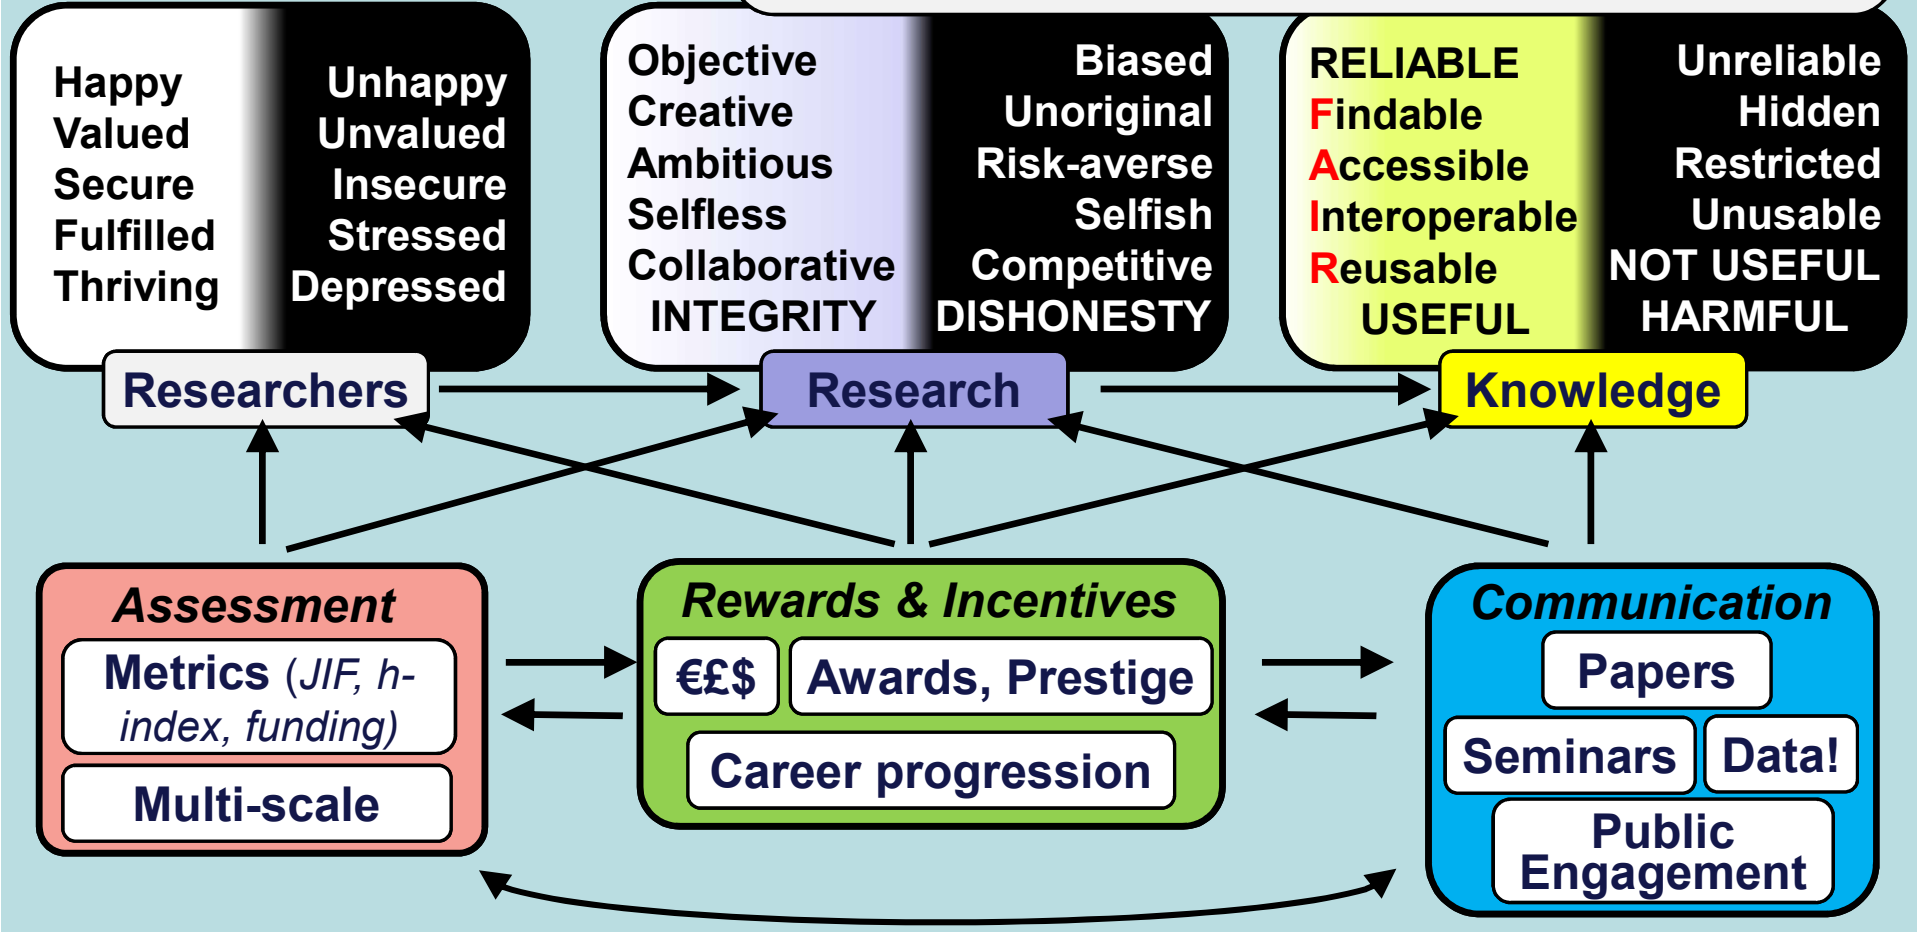 Happy
Valued
Secure
Fulfilled
Thriving
Unhappy
Unvalued
Insecure
Stressed
Depressed
Objective
Creative
Ambitious
Selfless
Collaborative
INTEGRITY
Biased
Unoriginal
Risk-averse
Selfish
Competitive
DISHONESTY
RELIABLE
Findable
Accessible
Interoperable
Reusable
USEFUL
Unreliable
Hidden
Restricted
Unusable
NOT USEFUL
HARMFUL
Researchers
Research
Knowledge
Assessment
Metrics (JIF, h-
index, funding)
Multi-scale
Rewards & Incentives
€£$
Awards, Prestige
Career progression
Communication
Papers
Seminars
Data!
Public
Engagement